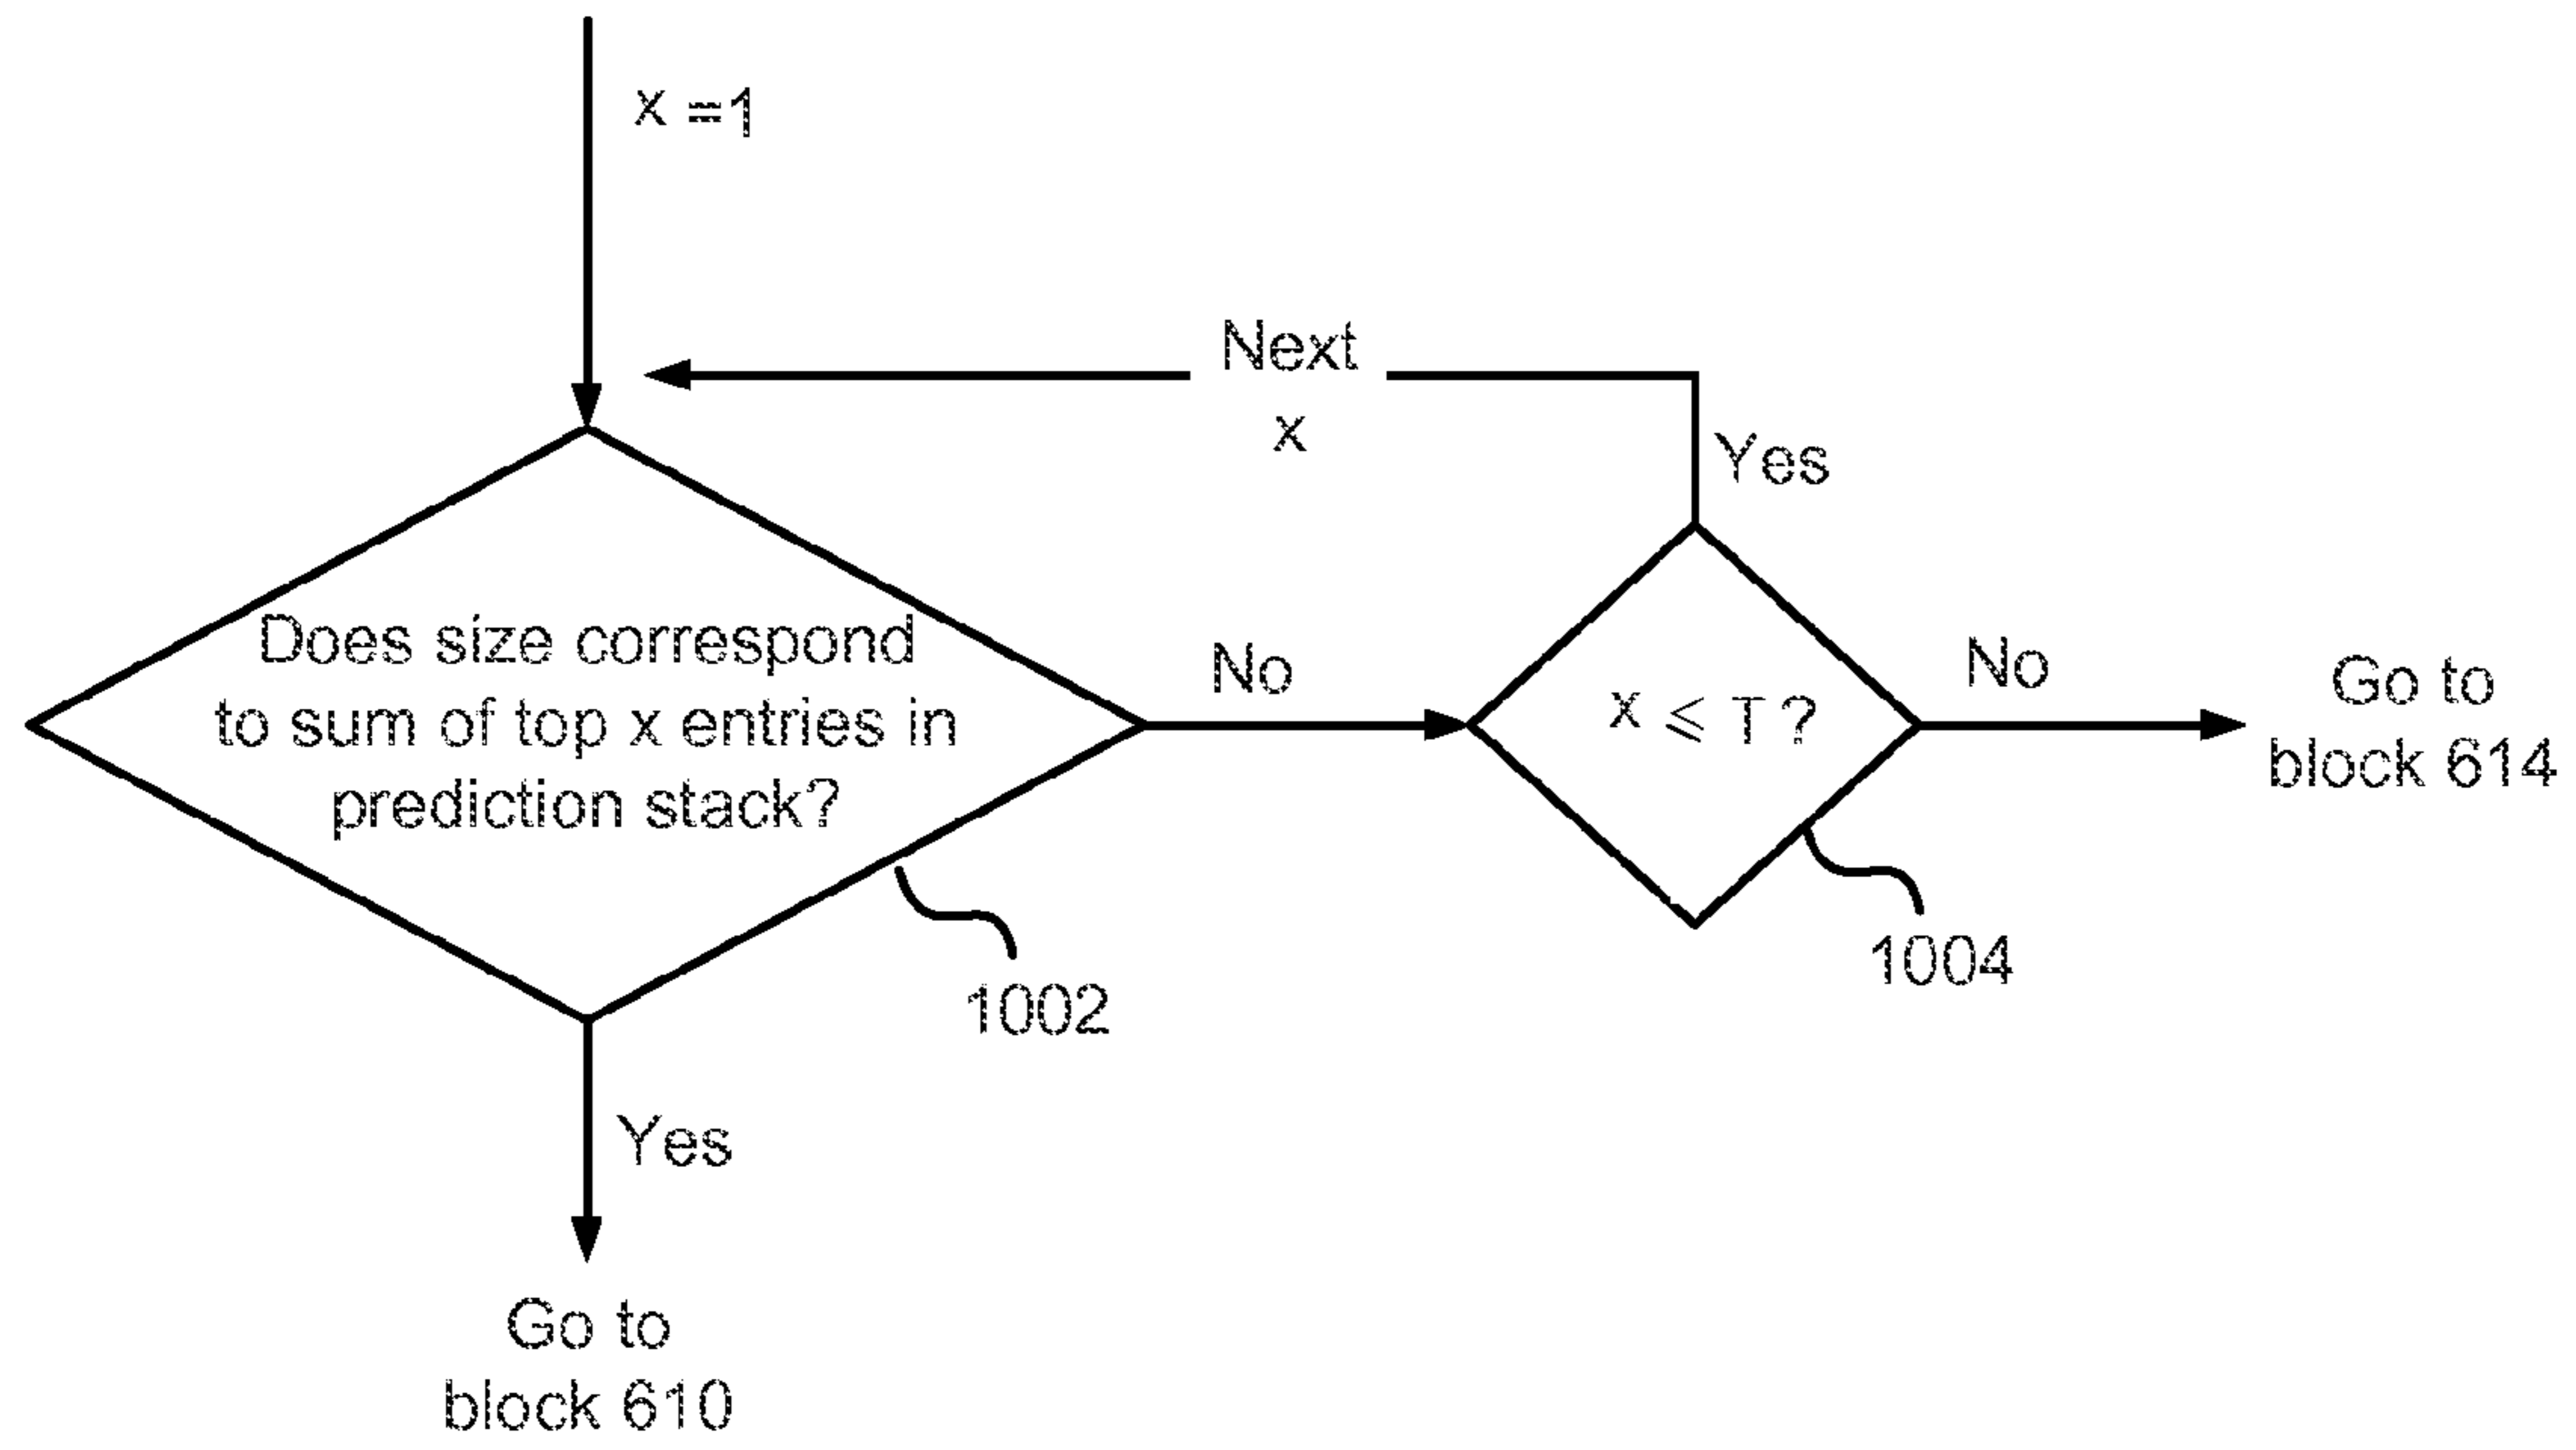 x =1
Next
x
Yes
Does size correspond
to sum of top x entries in
prediction stack?
No
x ⩽ T ?
No
Go to
block 614
1004
1002
Yes
Go to
block 610